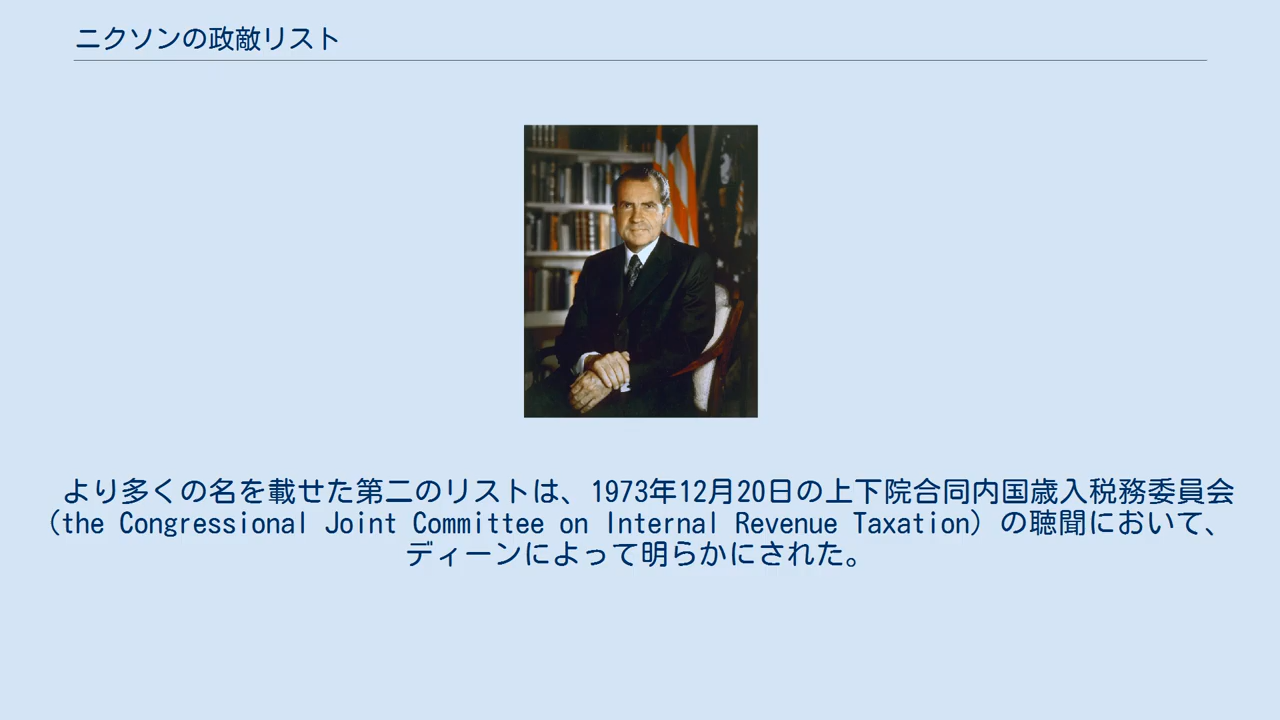 ニクソンの政敵リスト
より多くの名を載せた第二のリストは、1973年12月20日の上下院合同内国歳入税務委員会
(the Congressional Joint Committee on Internal Revenue Taxation) の聴聞において、
ディーンによって明らかにされた。